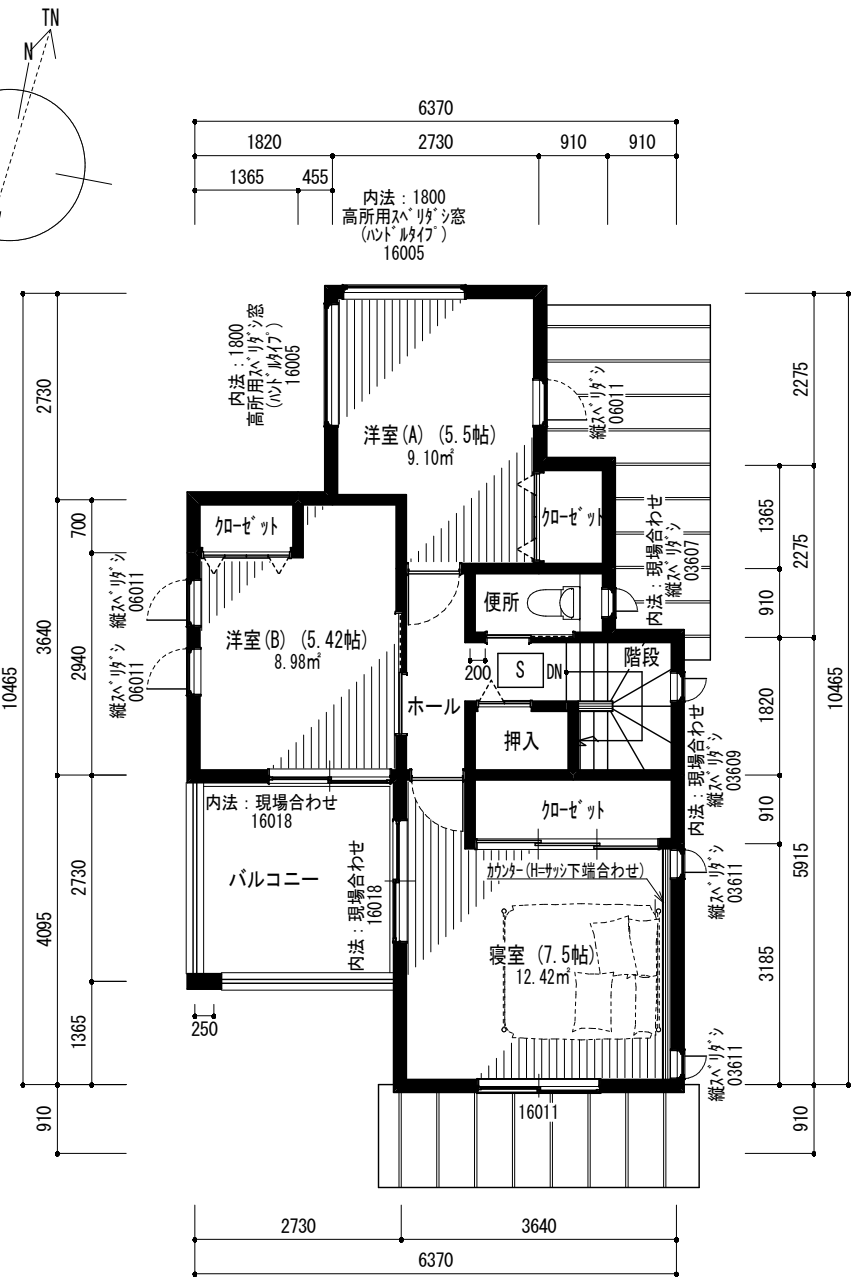 TN
N
6370
1820
2730
910
910
1365
455
内法：1800
高所用スベリダシ窓
(ハンドルタイプ)
16005
内法：1800
高所用スベリダシ窓
(ハンドルタイプ)
16005
縦スベリダシ
06011
洋室(A) (5.5帖)
9.10㎡
クローゼット
クローゼット
内法：現場合わせ
縦スベリダシ
03607
便所
洋室(B) (5.42帖)
8.98㎡
縦スベリダシ
06011
縦スベリダシ
06011
200
S
DN
階段
ホール
押入
内法：現場合わせ
縦スベリダシ
03609
クローゼット
内法：現場合わせ
16018
バルコニー
内法：現場合わせ
16018
カウンター(H=サッシ下端合わせ)
縦スベリダシ
03611
寝室 (7.5帖)
12.42㎡
縦スベリダシ
03611
250
16011
10465
2730
3640
4095
910
700
2940
2730
1365
2275
2275
5915
910
1365
910
1820
910
3185
10465
2730
3640
6370